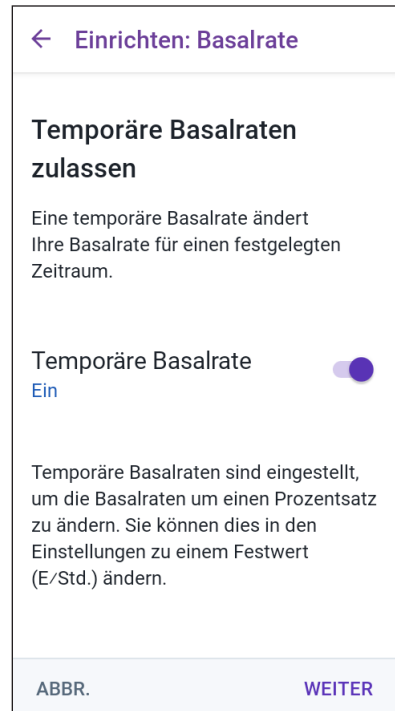 Einrichten: Basalrate
Temporäre Basalraten
zulassen
Eine temporäre Basalrate ändert
Ihre Basalrate für einen festgelegten
Zeitraum.
Temporäre Basalrate
Ein
Temporäre Basalraten sind eingestellt,
um die Basalraten um einen Prozentsatz
zu ändern. Sie können dies in den
Einstellungen zu einem Festwert
(E/Std.) ändern.
ABBR. WEITER